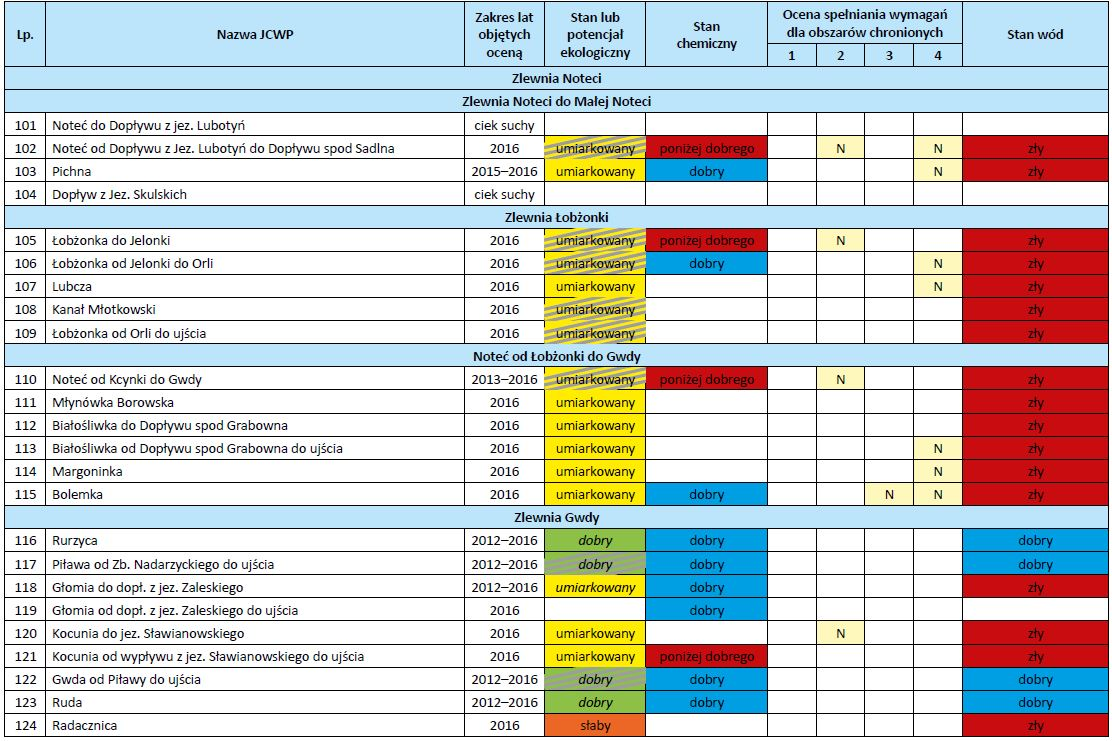 Lp. Nazwa JCWP Zakres lat objętych oceną Stan lub potencjał ekologiczny Stan chemiczny Ocena spełniania wymagań dla obszarów chronionych Stan wód
1 2 3 4
Zlewnia Noteci
Zlewnia Noteci do Małej Noteci
101 Noteć do Dopływu z jez. Lubotyń ciek suchy
102 Noteć od Dopływu z Jez. Lubotyń do Dopływu spod Sadlna 2016 umiarkowany poniżej dobrego N N zły
103 Pichna 2015–2016 umiarkowany dobry N zły
104 Dopływ z Jez. Skulskich ciek suchy
Zlewnia Łobżonki
105 Łobżonka do Jelonki 2016 umiarkowany poniżej dobrego N zły
106 Łobżonka od Jelonki do Orli 2016 umiarkowany dobry N zły
107 Lubcza 2016 umiarkowany N zły
108 Kanał Młotkowski 2016 umiarkowany zły
109 Łobżonka od Orli do ujścia 2016 umiarkowany zły
Noteć od Łobżonki do Gwdy
110 Noteć od Kcynki do Gwdy 2013–2016 umiarkowany poniżej dobrego N zły
111 Młynówka Borowska 2016 umiarkowany zły
112 Białośliwka do Dopływu spod Grabowna 2016 umiarkowany zły
113 Białośliwka od Dopływu spod Grabowna do ujścia 2016 umiarkowany N zły
114 Margoninka 2016 umiarkowany N zły
115 Bolemka 2016 umiarkowany dobry N N zły
Zlewnia Gwdy
116 Rurzyca 2012–2016 dobry dobry dobry
117 Piława od Zb. Nadarzyckiego do ujścia 2012–2016 dobry dobry dobry
118 Głomia do dopł. z jez. Zaleskiego 2012–2016 umiarkowany dobry zły
119 Głomia od dopł. z jez. Zaleskiego do ujścia 2016 dobry
120 Kocunia do jez. Sławianowskiego 2016 umiarkowany N zły
121 Kocunia od wypływu z jez. Sławianowskiego do ujścia 2016 umiarkowany poniżej dobrego zły
122 Gwda od Piławy do ujścia 2012–2016 dobry dobry dobry
123 Ruda 2012–2016 dobry dobry dobry
124 Radacznica 2016 słaby zły